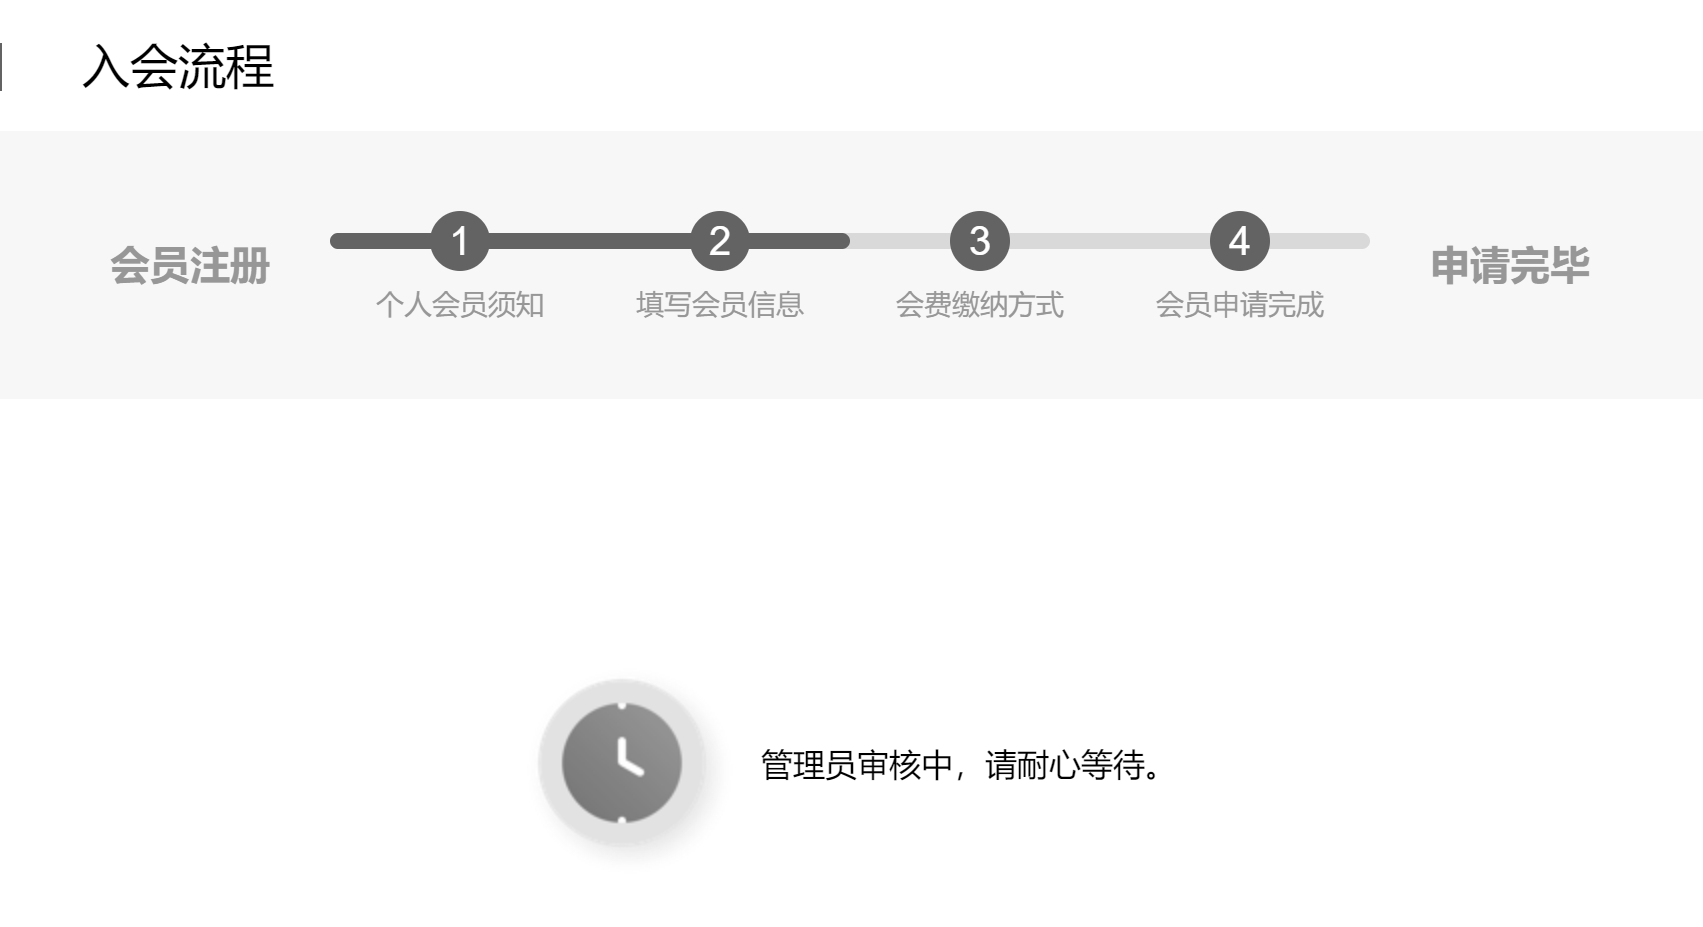 入会流程
会员注册
1
2
3
4
个人会员须知
填写会员信息
会费缴纳方式
会员申请完成
申请完毕
管理员审核中，请耐心等待。